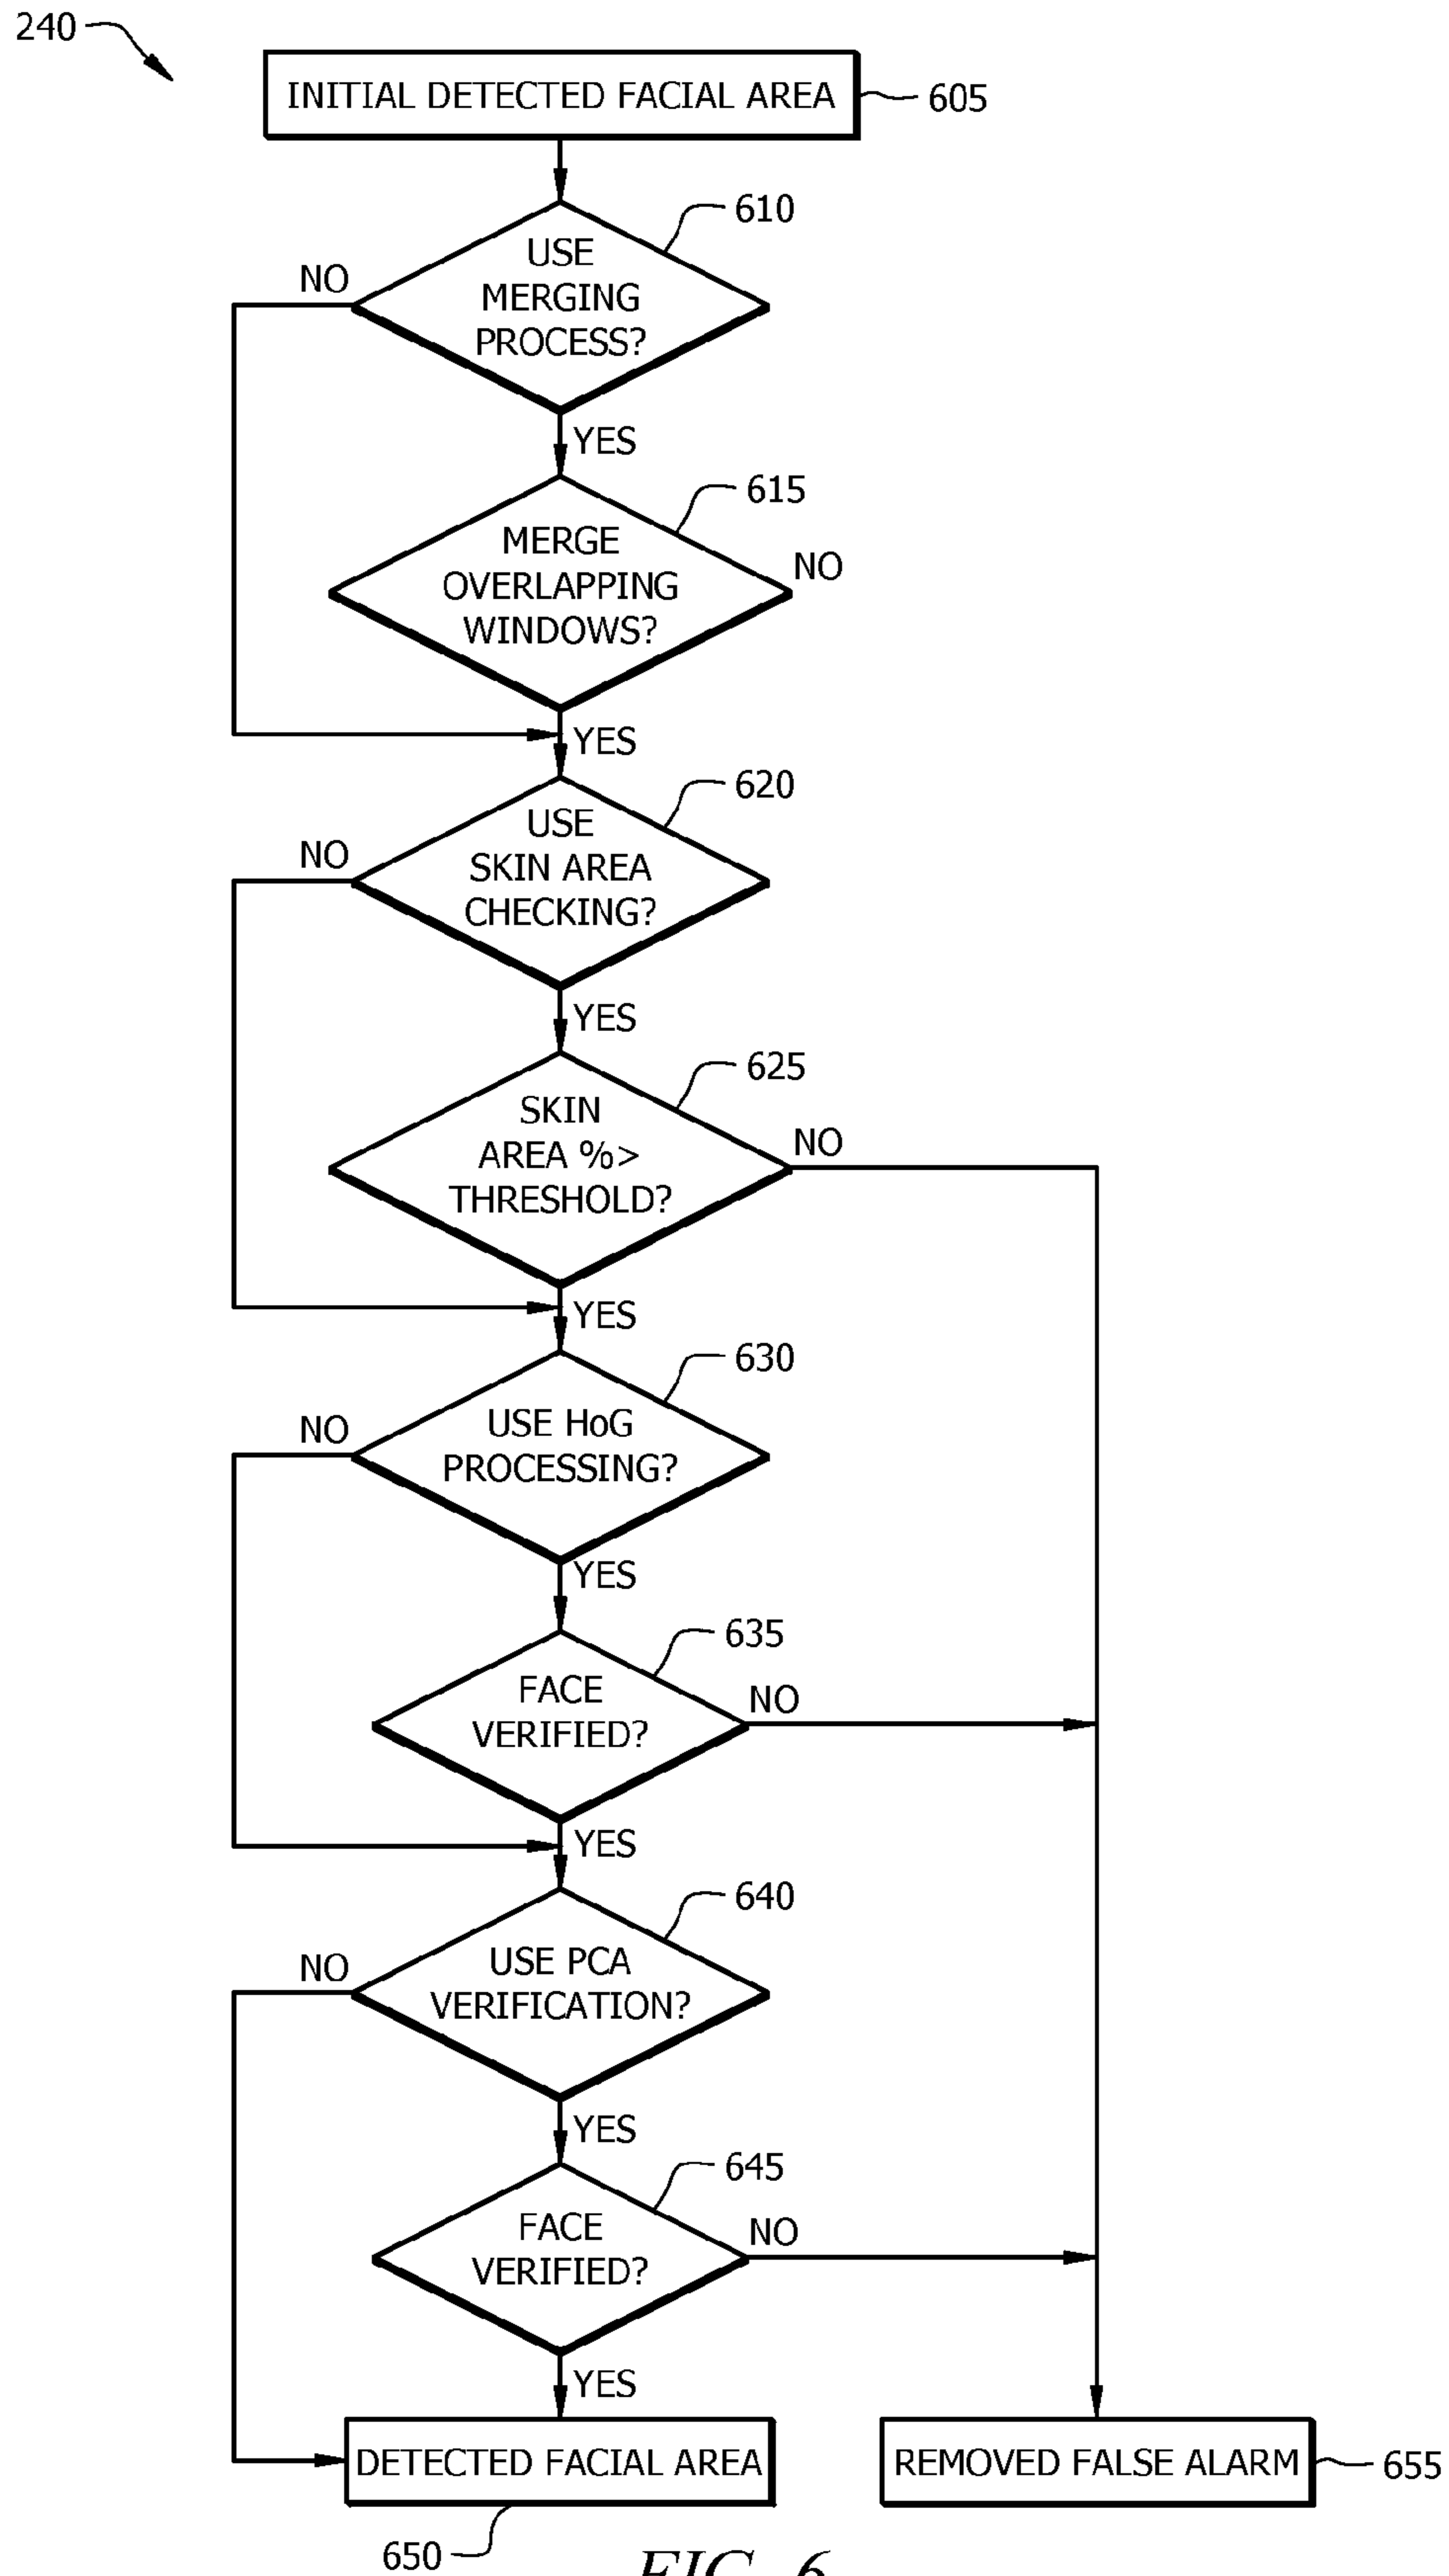 240
INITIAL DETECTED FACIAL AREA
605
610
USE
MERGING
PROCESS?
NO
YES
615
MERGE
OVERLAPPING
WINDOWS?
NO
YES
620
USE
SKIN AREA
CHECKING?
NO
YES
625
SKIN
AREA %>
THRESHOLD?
NO
YES
630
USE HoG
PROCESSING?
NO
YES
635
FACE
VERIFIED?
NO
YES
640
USE PCA
VERIFICATION?
NO
YES
645
FACE
VERIFIED?
NO
YES
DETECTED FACIAL AREA
650
REMOVED FALSE ALARM
655
FIG. 6